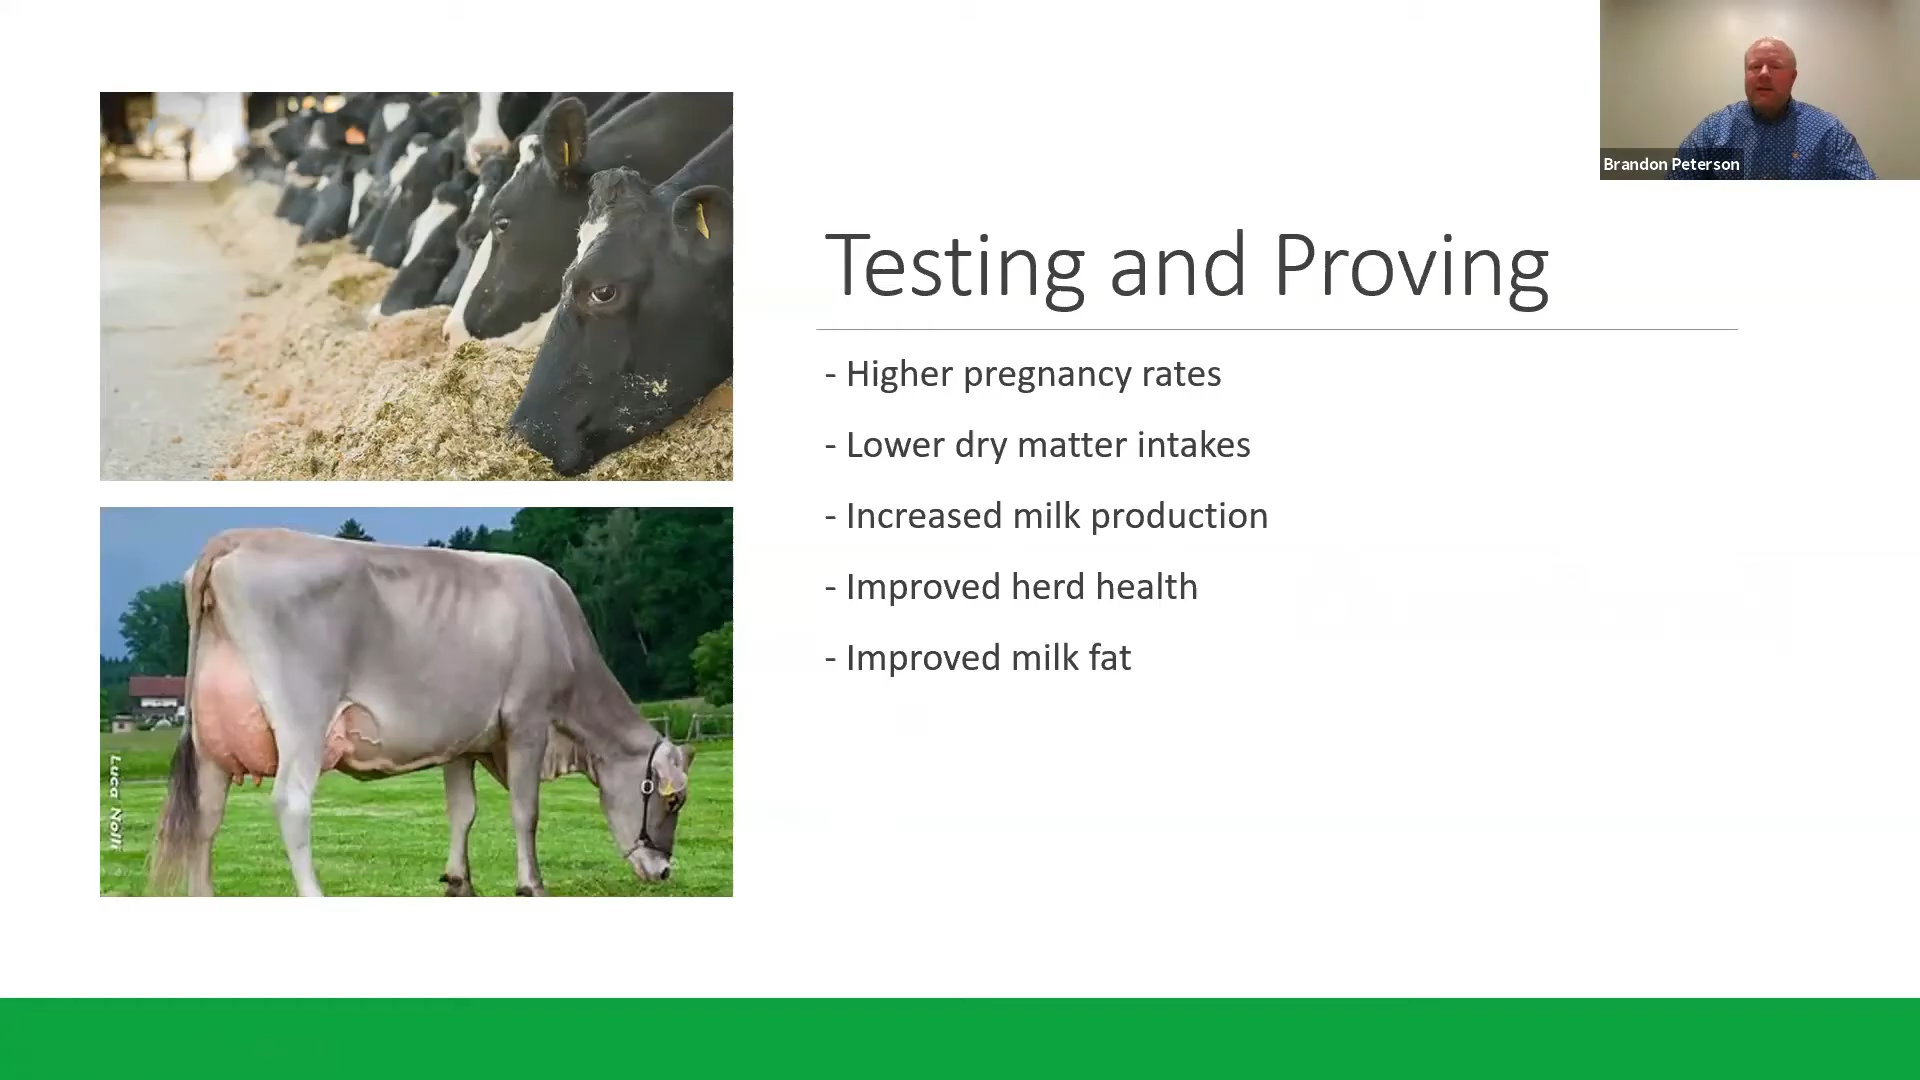 Brandon Peterson
Testing and Proving
- Higher pregnancy rates
- Lower dry matter intakes
- Increased milk production
- Improved herd health
- Improved milk fat
Luca Nolli